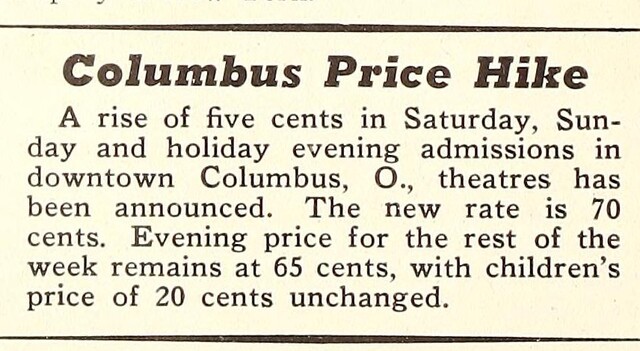 Columbus Price Hike
A rise of five cents in Saturday, Sun-
day and holiday evening admissions in
downtown Columbus, O., theatres has
been announced. The new rate is 70
cents. Evening price for the rest of the
week remains at 65 cents, with children's
price of 20 cents unchanged.